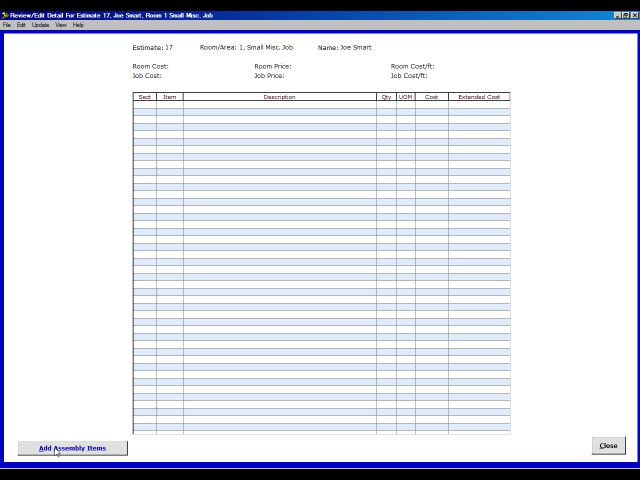 Review/Edit Detail For Estimate 17, Joe Smart, Room 1 Small Misc. Job
File Edit Update View Help
Estimate: 17 Room/Area: 1, Small Misc. Job Name: Joe Smart
Room Cost: Room Price: Room Cost/ft:
Job Cost: Job Price: Job Cost/ft:
Sect Item Description Qty UOM Cost Extended Cost
Add Assembly Items
Close